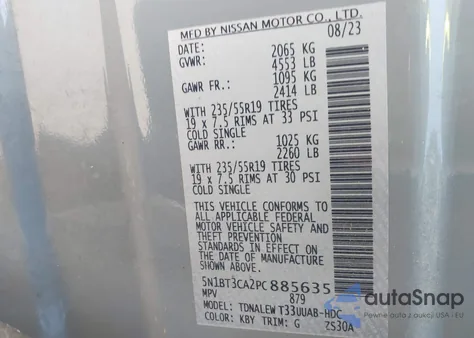 MFD BY NISSAN MOTOR CO., LTD.
08/23
DATE: 2065 KG
GVWR: 4553 LB
1095 KG
GAWR FR.: 2414 LB
WITH 235/55R19 TIRES
19 x 7.5 RIMS AT 33 PSI
COLD SINGLE 1025 KG
GAWR RR.: 2260 LB
WITH 235/55R19 TIRES
19 x 7.5 RIMS AT 30 PSI
COLD SINGLE
THIS VEHICLE CONFORMS TO
ALL APPLICABLE FEDERAL
MOTOR VEHICLE SAFETY AND
THEFT PREVENTION
STANDARDS IN EFFECT ON
THE DATE OF MANUFACTURE
SHOWN ABOVE.
5N1BT3CA2PC885635
MPV 879
MODEL: TDNALEW T33UUAB-HDC
COLOR: KBY TRIM: G ZS30A
autoSnap